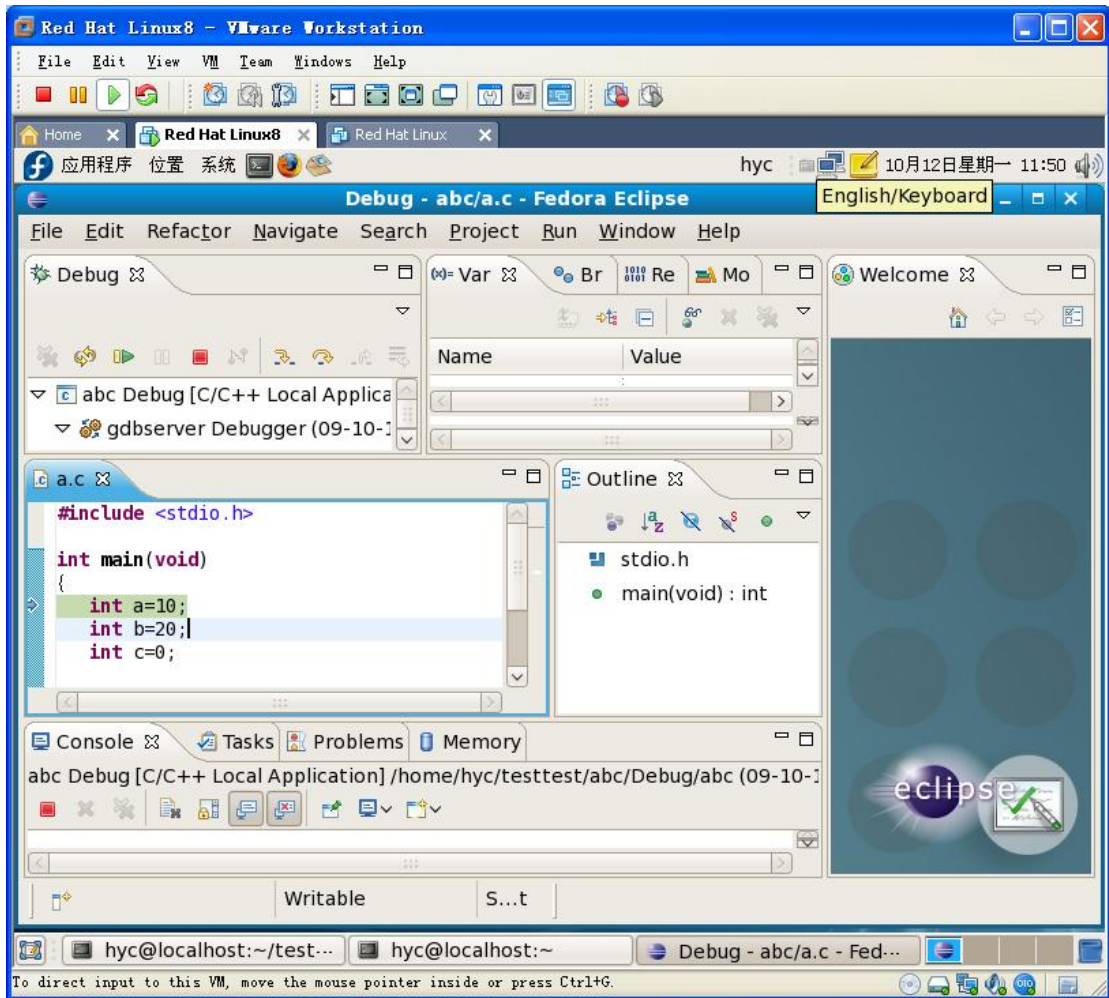 Red Hat Linux8 - VMware Workstation
File Edit View VM Team Windows Help
Home Red Hat Linux8 Red Hat Linux
应用程序 位置 系统 hyc 10月12日星期一 11:50
English/Keyboard
Debug - abc/a.c - Fedora Eclipse
File Edit Refactor Navigate Search Project Run Window Help
Debug (x)= Var Br Re Mo Welcome
Name Value
abc Debug [C/C++ Local Applica
gdbserver Debugger (09-10-1
a.c Outline
#include <stdio.h>
int main(void)
{
int a=10;
int b=20;
int c=0;
stdio.h
main(void) : int
Console Tasks Problems Memory
abc Debug [C/C++ Local Application] /home/hyc/testtest/abc/Debug/abc (09-10-1
eclipse
Writable S...t
hyc@localhost:~/test... hyc@localhost:~ Debug - abc/a.c - Fed...
To direct input to this VM, move the mouse pointer inside or press Ctrl+G.